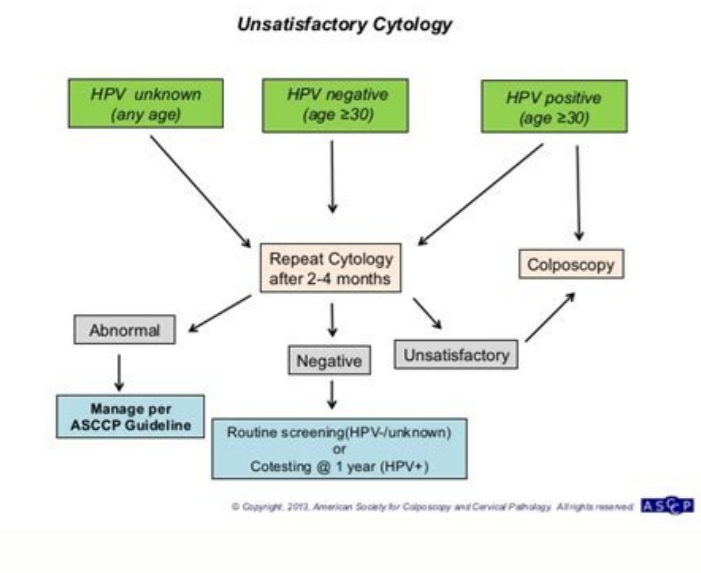 Unsatisfactory Cytology
HPV unknown
(any age)
HPV negative
(age ≥30)
HPV positive
(age ≥30)
Repeat Cytology
after 2-4 months
Colposcopy
Abnormal
Negative
Unsatisfactory
Manage per
ASCCP Guideline
Routine screening(HPV-/unknown)
or
Cotesting @ 1 year (HPV+)
© Copyright, 2013, American Society for Colposcopy and Cervical Pathology. All rights reserved.
ASCCP